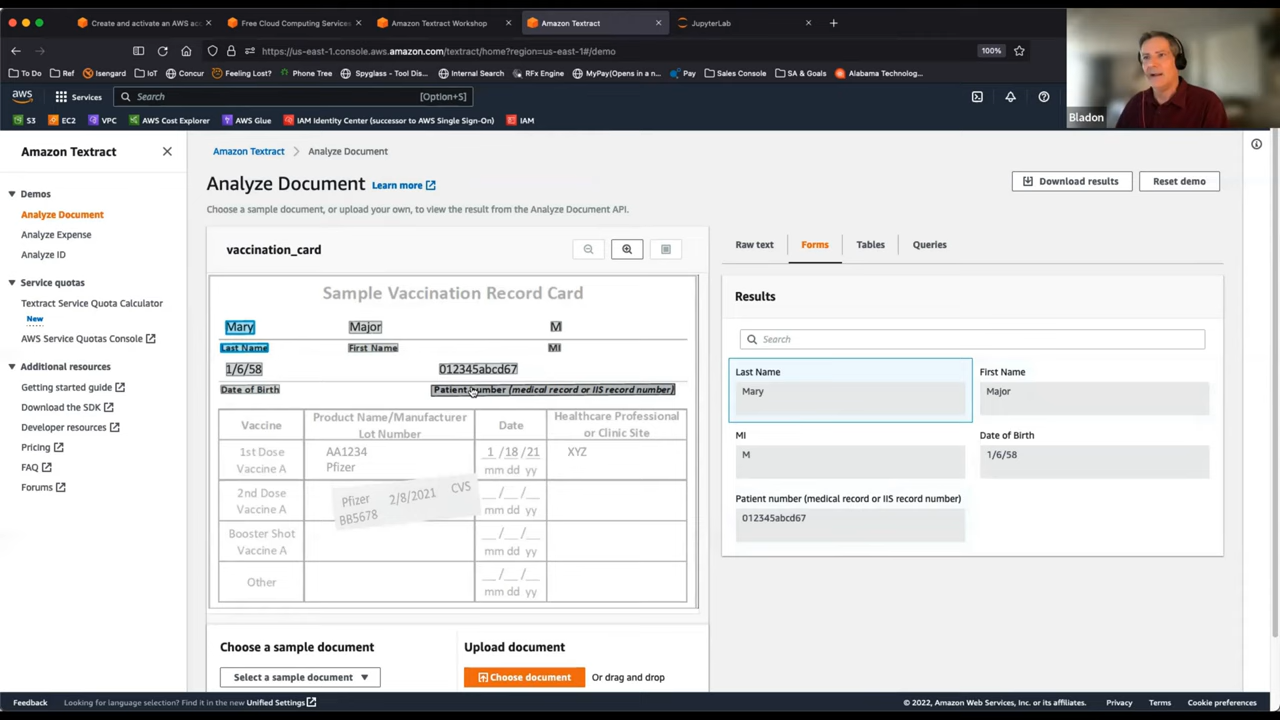 Create and activate an AWS acc
Free Cloud Computing Services
Amazon Textract Workshop
Amazon Textract
JupyterLab
https://us-east-1.console.aws.amazon.com/textract/home?region=us-east-1#/demo
100%
To Do
Ref
Isengard
IoT
Concur
Feeling Lost?
Phone Tree
Spyglass - Tool Dis...
Internal Search
RFx Engine
MyPay(Opens in a n...
Pay
Sales Console
SA & Goals
Alabama Technolog...
aws
Services
Search
[Option+S]
Bladon
S3
EC2
VPC
AWS Cost Explorer
AWS Glue
IAM Identity Center (successor to AWS Single Sign-On)
IAM
Amazon Textract
Demos
Analyze Document
Analyze Expense
Analyze ID
Service quotas
Textract Service Quota Calculator
New
AWS Service Quotas Console
Additional resources
Getting started guide
Download the SDK
Developer resources
Pricing
FAQ
Forums
Amazon Textract > Analyze Document
Analyze Document Learn more
Download results
Reset demo
Choose a sample document, or upload your own, to view the result from the Analyze Document API.
vaccination_card
Sample Vaccination Record Card
Mary Major M
Last Name First Name MI
1/6/58 012345abcd67
Date of Birth Patient number (medical record or IIS record number)
Vaccine
Product Name/Manufacturer
Lot Number
Date
Healthcare Professional
or Clinic Site
1st Dose
Vaccine A
AA1234
Pfizer
1 /18 /21
mm dd yy
XYZ
2nd Dose
Vaccine A
Pfizer 2/8/2021 CVS
BB5678
__/__/__
mm dd yy
Booster Shot
Vaccine A
__/__/__
mm dd yy
Other
__/__/__
mm dd yy
Choose a sample document
Select a sample document
Upload document
Choose document
Or drag and drop
Raw text
Forms
Tables
Queries
Results
Search
Last Name
Mary
First Name
Major
MI
M
Date of Birth
1/6/58
Patient number (medical record or IIS record number)
012345abcd67
Feedback
Looking for language selection? Find it in the new Unified Settings
© 2022, Amazon Web Services, Inc. or its affiliates.
Privacy
Terms
Cookie preferences